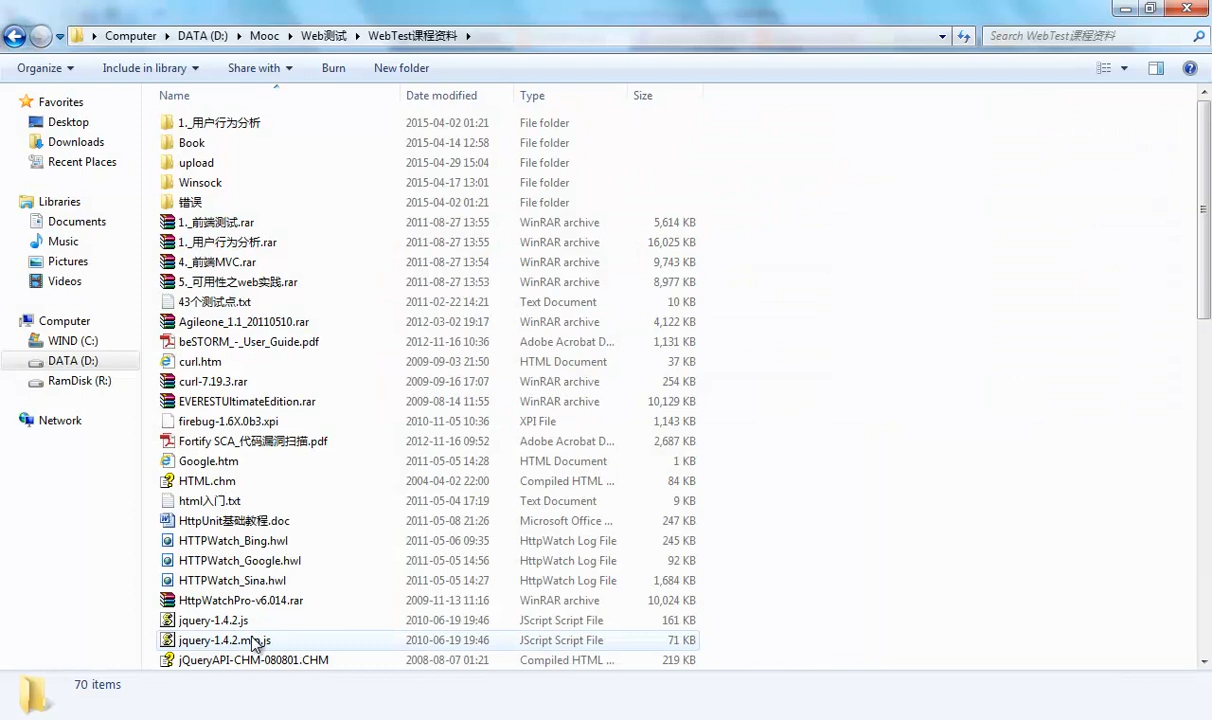 Computer DATA (D:) Mooc Web测试 WebTest课程资料 Search WebTest课程资料
Organize Include in library Share with Burn New folder
Favorites
Desktop
Downloads
Recent Places
Libraries
Documents
Music
Pictures
Videos
Computer
WIND (C:)
DATA (D:)
RamDisk (R:)
Network
Name Date modified Type Size
1._用户行为分析 2015-04-02 01:21 File folder
Book 2015-04-14 12:58 File folder
upload 2015-04-29 15:04 File folder
Winsock 2015-04-17 13:01 File folder
错误 2015-04-02 01:21 File folder
1._前端测试.rar 2011-08-27 13:55 WinRAR archive 5,614 KB
1._用户行为分析.rar 2011-08-27 13:55 WinRAR archive 16,025 KB
4._前端MVC.rar 2011-08-27 13:54 WinRAR archive 9,743 KB
5._可用性之web实践.rar 2011-08-27 13:53 WinRAR archive 8,977 KB
43个测试点.txt 2011-02-22 14:21 Text Document 10 KB
Agileone_1.1_20110510.rar 2012-03-02 19:17 WinRAR archive 4,122 KB
beSTORM_-_User_Guide.pdf 2012-11-16 10:36 Adobe Acrobat D... 1,131 KB
curl.htm 2009-09-03 21:50 HTML Document 37 KB
curl-7.19.3.rar 2009-09-16 17:07 WinRAR archive 254 KB
EVERESTUltimateEdition.rar 2009-08-14 11:55 WinRAR archive 10,129 KB
firebug-1.6X.0b3.xpi 2010-11-05 10:36 XPI File 1,143 KB
Fortify SCA_代码漏洞扫描.pdf 2012-11-16 09:52 Adobe Acrobat D... 2,687 KB
Google.htm 2011-05-05 14:28 HTML Document 1 KB
HTML.chm 2004-04-02 22:00 Compiled HTML ... 84 KB
html入门.txt 2011-05-04 17:19 Text Document 9 KB
HttpUnit基础教程.doc 2011-05-08 21:26 Microsoft Office ... 247 KB
HTTPWatch_Bing.hwl 2011-05-06 09:35 HttpWatch Log File 245 KB
HTTPWatch_Google.hwl 2011-05-05 14:56 HttpWatch Log File 92 KB
HTTPWatch_Sina.hwl 2011-05-05 14:27 HttpWatch Log File 1,684 KB
HttpWatchPro-v6.014.rar 2009-11-13 11:16 WinRAR archive 10,024 KB
jquery-1.4.2.js 2010-06-19 19:46 JScript Script File 161 KB
2010-06-19 19:46 JScript Script File 71 KB
jQueryAPI-CHM-080801.CHM 2008-08-07 01:21 Compiled HTML ... 219 KB
70 items